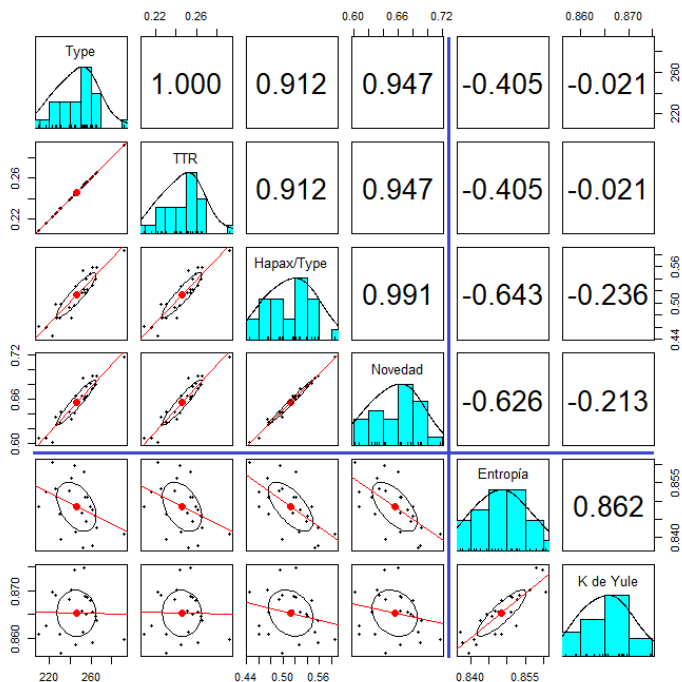 0.22 0.26 0.60 0.66 0.72 0.860 0.870
Type
1.000 0.912 0.947 -0.405 -0.021
220 260
0.22 0.26
TTR
0.912 0.947 -0.405 -0.021
Hapax/Type
0.991 -0.643 -0.236
0.44 0.50 0.56
0.60 0.66 0.72
Novedad
-0.626 -0.213
Entropía
0.862
0.840 0.855
0.860 0.870
K de Yule
220 260 0.44 0.50 0.56 0.840 0.855